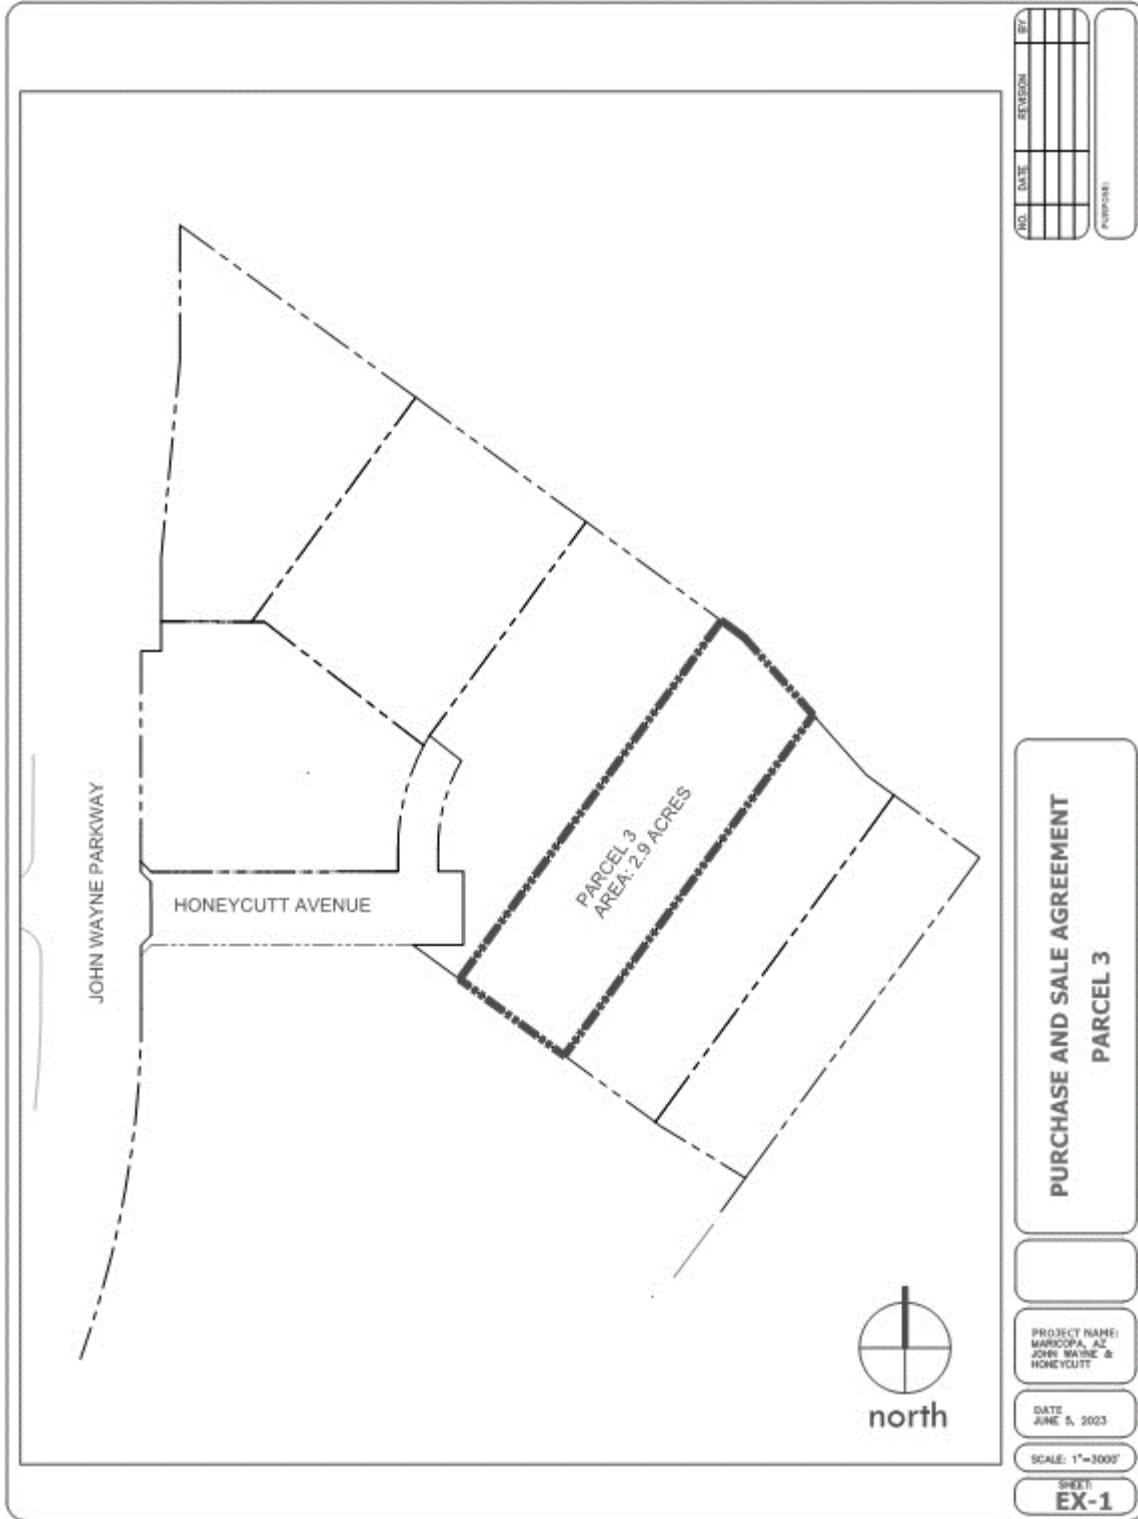 NO. DATE REVISION BY
PURPOSE:
JOHN WAYNE PARKWAY
HONEYCUTT AVENUE
PARCEL 3
AREA: 2.9 ACRES
north
PURCHASE AND SALE AGREEMENT
PARCEL 3
PROJECT NAME:
MARICOPA, AZ
JOHN WAYNE &
HONEYCUTT
DATE
JUNE 5, 2023
SCALE: 1"=3000'
SHEET:
EX-1